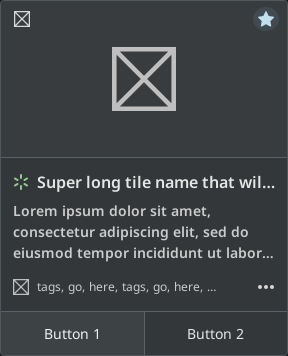 Super long tile name that wil...
Lorem ipsum dolor sit amet,
consectetur adipiscing elit, sed do
eiusmod tempor incididunt ut labor...
tags, go, here, tags, go, here, ...
Button 1
Button 2